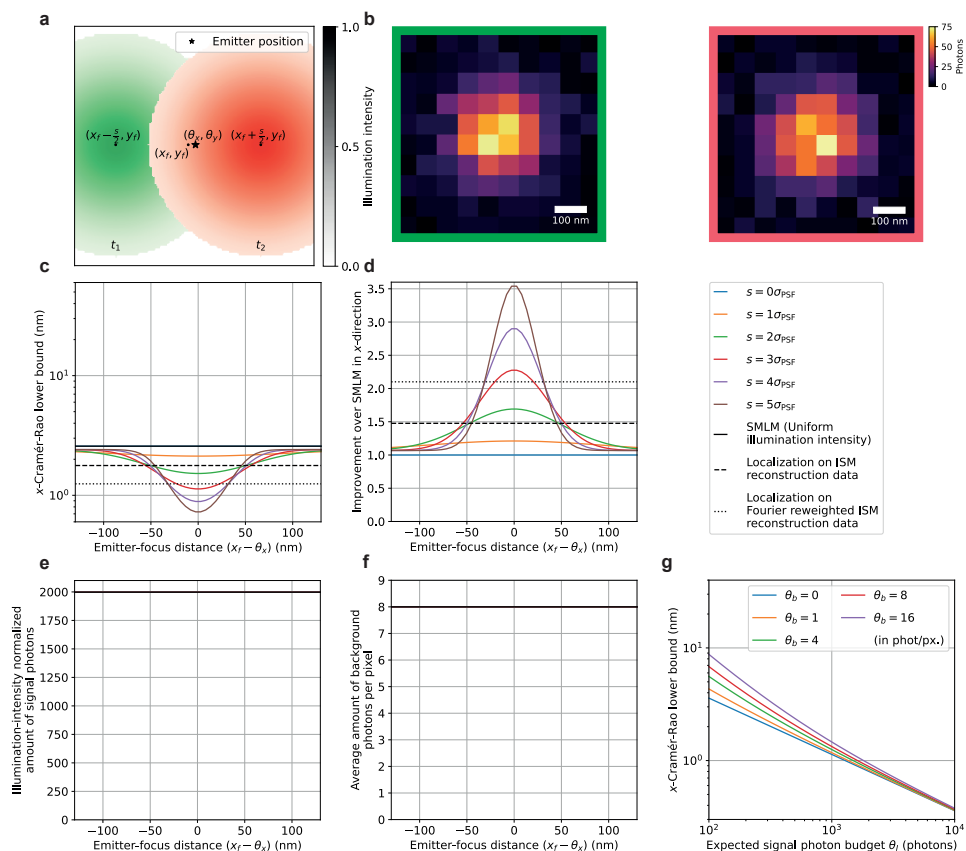 a
★ Emitter position
(x_f − s/2, y_f)
(θ_x, θ_y)
(x_f + s/2, y_f)
(x_f, y_f)
t_1
t_2
1.0
0.5
0.0
Illumination intensity
b
100 nm
100 nm
75
50
25
0
Photons
c
x-Cramér-Rao lower bound (nm)
10^1
10^0
−100
−50
0
50
100
Emitter-focus distance (x_f − θ_x) (nm)
d
Improvement over SMLM in x-direction
3.5
3.0
2.5
2.0
1.5
1.0
0.5
0.0
−100
−50
0
50
100
Emitter-focus distance (x_f − θ_x) (nm)
s = 0σ_PSF
s = 1σ_PSF
s = 2σ_PSF
s = 3σ_PSF
s = 4σ_PSF
s = 5σ_PSF
SMLM (Uniform
illumination intensity)
Localization on ISM
reconstruction data
Localization on
Fourier reweighted ISM
reconstruction data
e
Illumination-intensity normalized
amount of signal photons
2000
1750
1500
1250
1000
750
500
250
0
−100
−50
0
50
100
Emitter-focus distance (x_f − θ_x) (nm)
f
Average amount of background
photons per pixel
9
8
7
6
5
4
3
2
1
0
−100
−50
0
50
100
Emitter-focus distance (x_f − θ_x) (nm)
g
x-Cramér-Rao lower bound (nm)
10^1
10^0
θ_b = 0
θ_b = 1
θ_b = 4
θ_b = 8
θ_b = 16
(in phot/px.)
10^2
10^3
10^4
Expected signal photon budget θ_I (photons)